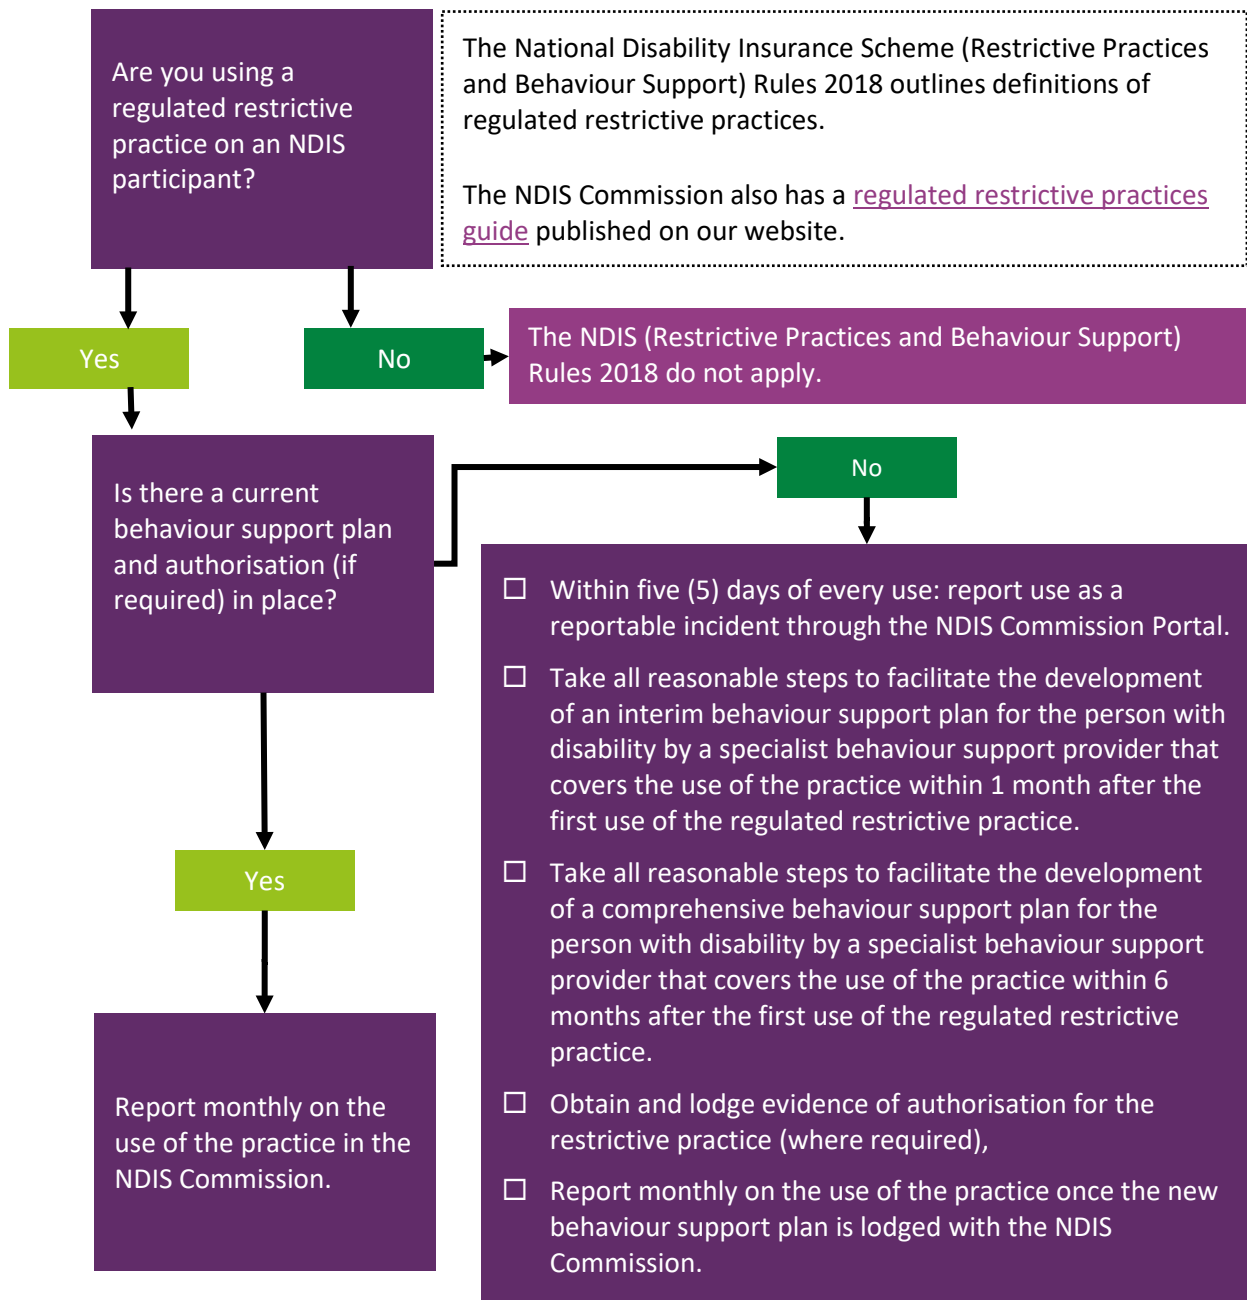 Are you using a
regulated restrictive
practice on an NDIS
participant?
The National Disability Insurance Scheme (Restrictive Practices
and Behaviour Support) Rules 2018 outlines definitions of
regulated restrictive practices.
The NDIS Commission also has a regulated restrictive practices
guide published on our website.
Yes
No
The NDIS (Restrictive Practices and Behaviour Support)
Rules 2018 do not apply.
Is there a current
behaviour support plan
and authorisation (if
required) in place?
No
☐ Within five (5) days of every use: report use as a
reportable incident through the NDIS Commission Portal.
☐ Take all reasonable steps to facilitate the development
of an interim behaviour support plan for the person with
disability by a specialist behaviour support provider that
covers the use of the practice within 1 month after the
first use of the regulated restrictive practice.
☐ Take all reasonable steps to facilitate the development
of a comprehensive behaviour support plan for the
person with disability by a specialist behaviour support
provider that covers the use of the practice within 6
months after the first use of the regulated restrictive
practice.
☐ Obtain and lodge evidence of authorisation for the
restrictive practice (where required),
☐ Report monthly on the use of the practice once the new
behaviour support plan is lodged with the NDIS
Commission.
Yes
Report monthly on the
use of the practice in the
NDIS Commission.